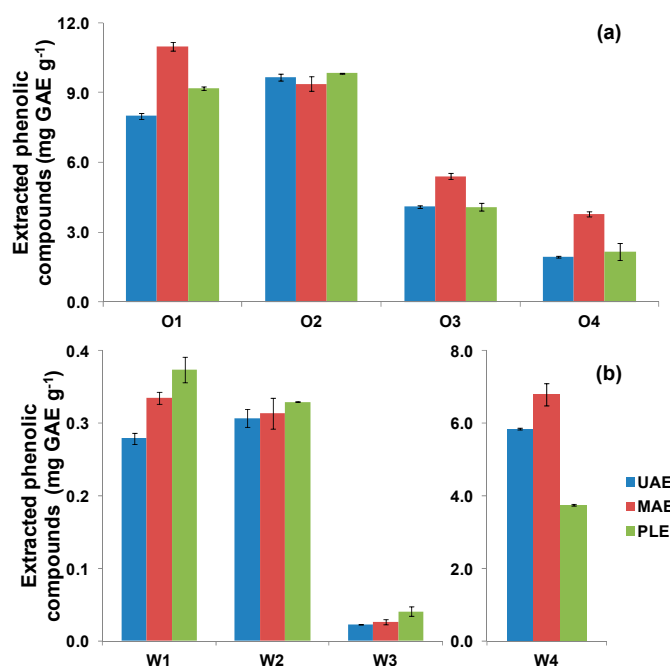 (a)
Extracted phenolic
compounds (mg GAE g-1)
12.0
9.0
6.0
3.0
0.0
O1 O2 O3 O4
(b)
Extracted phenolic
compounds (mg GAE g-1)
0.4
0.3
0.2
0.1
0.0
W1 W2 W3
8.0
6.0
4.0
2.0
0.0
W4
UAE
MAE
PLE